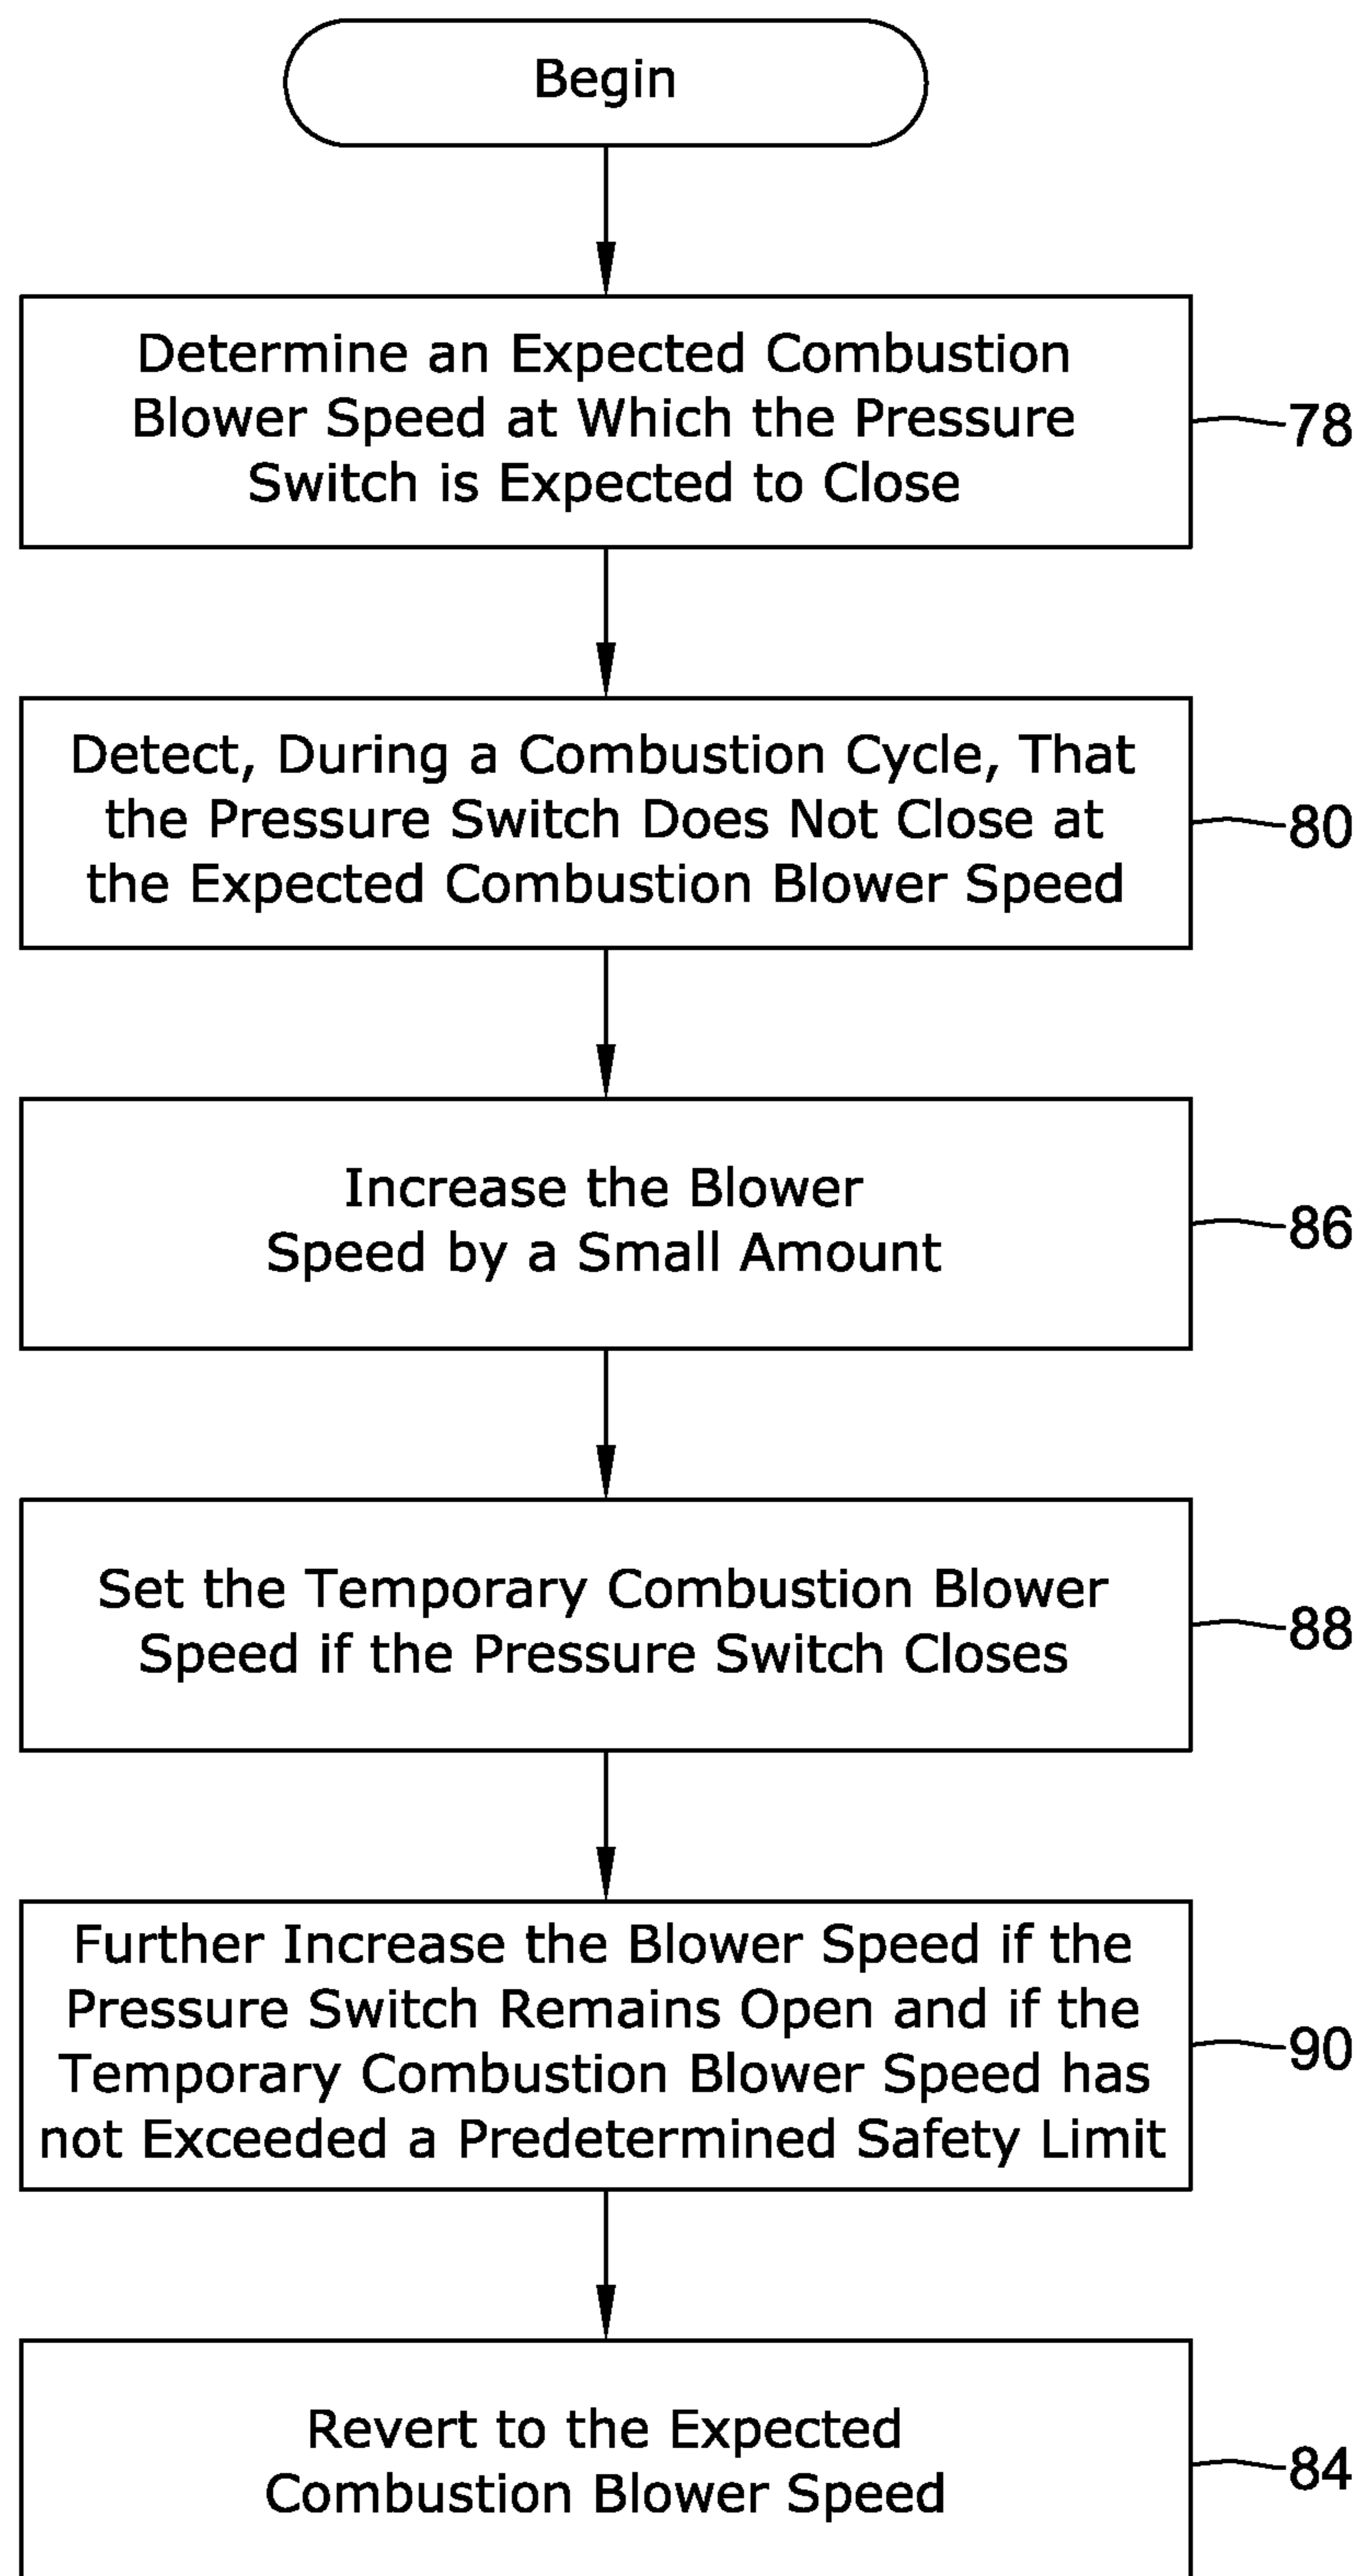 Begin
Determine an Expected Combustion
Blower Speed at Which the Pressure
Switch is Expected to Close
78
Detect, During a Combustion Cycle, That
the Pressure Switch Does Not Close at
the Expected Combustion Blower Speed
80
Increase the Blower
Speed by a Small Amount
86
Set the Temporary Combustion Blower
Speed if the Pressure Switch Closes
88
Further Increase the Blower Speed if the
Pressure Switch Remains Open and if the
Temporary Combustion Blower Speed has
not Exceeded a Predetermined Safety Limit
90
Revert to the Expected
Combustion Blower Speed
84